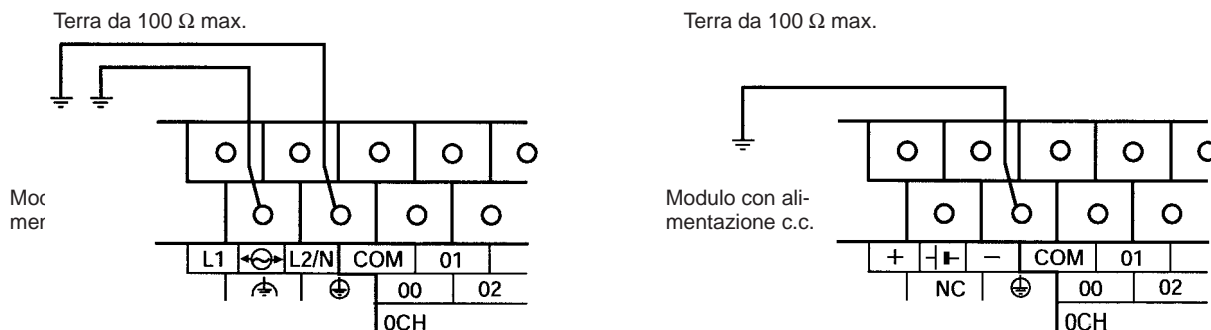 Terra da 100 Ω max.
Terra da 100 Ω max.
Modulo con ali-
mentazione c.c.
L1 L2/N COM 01
00 02
0CH
+ − COM 01
NC 00 02
0CH